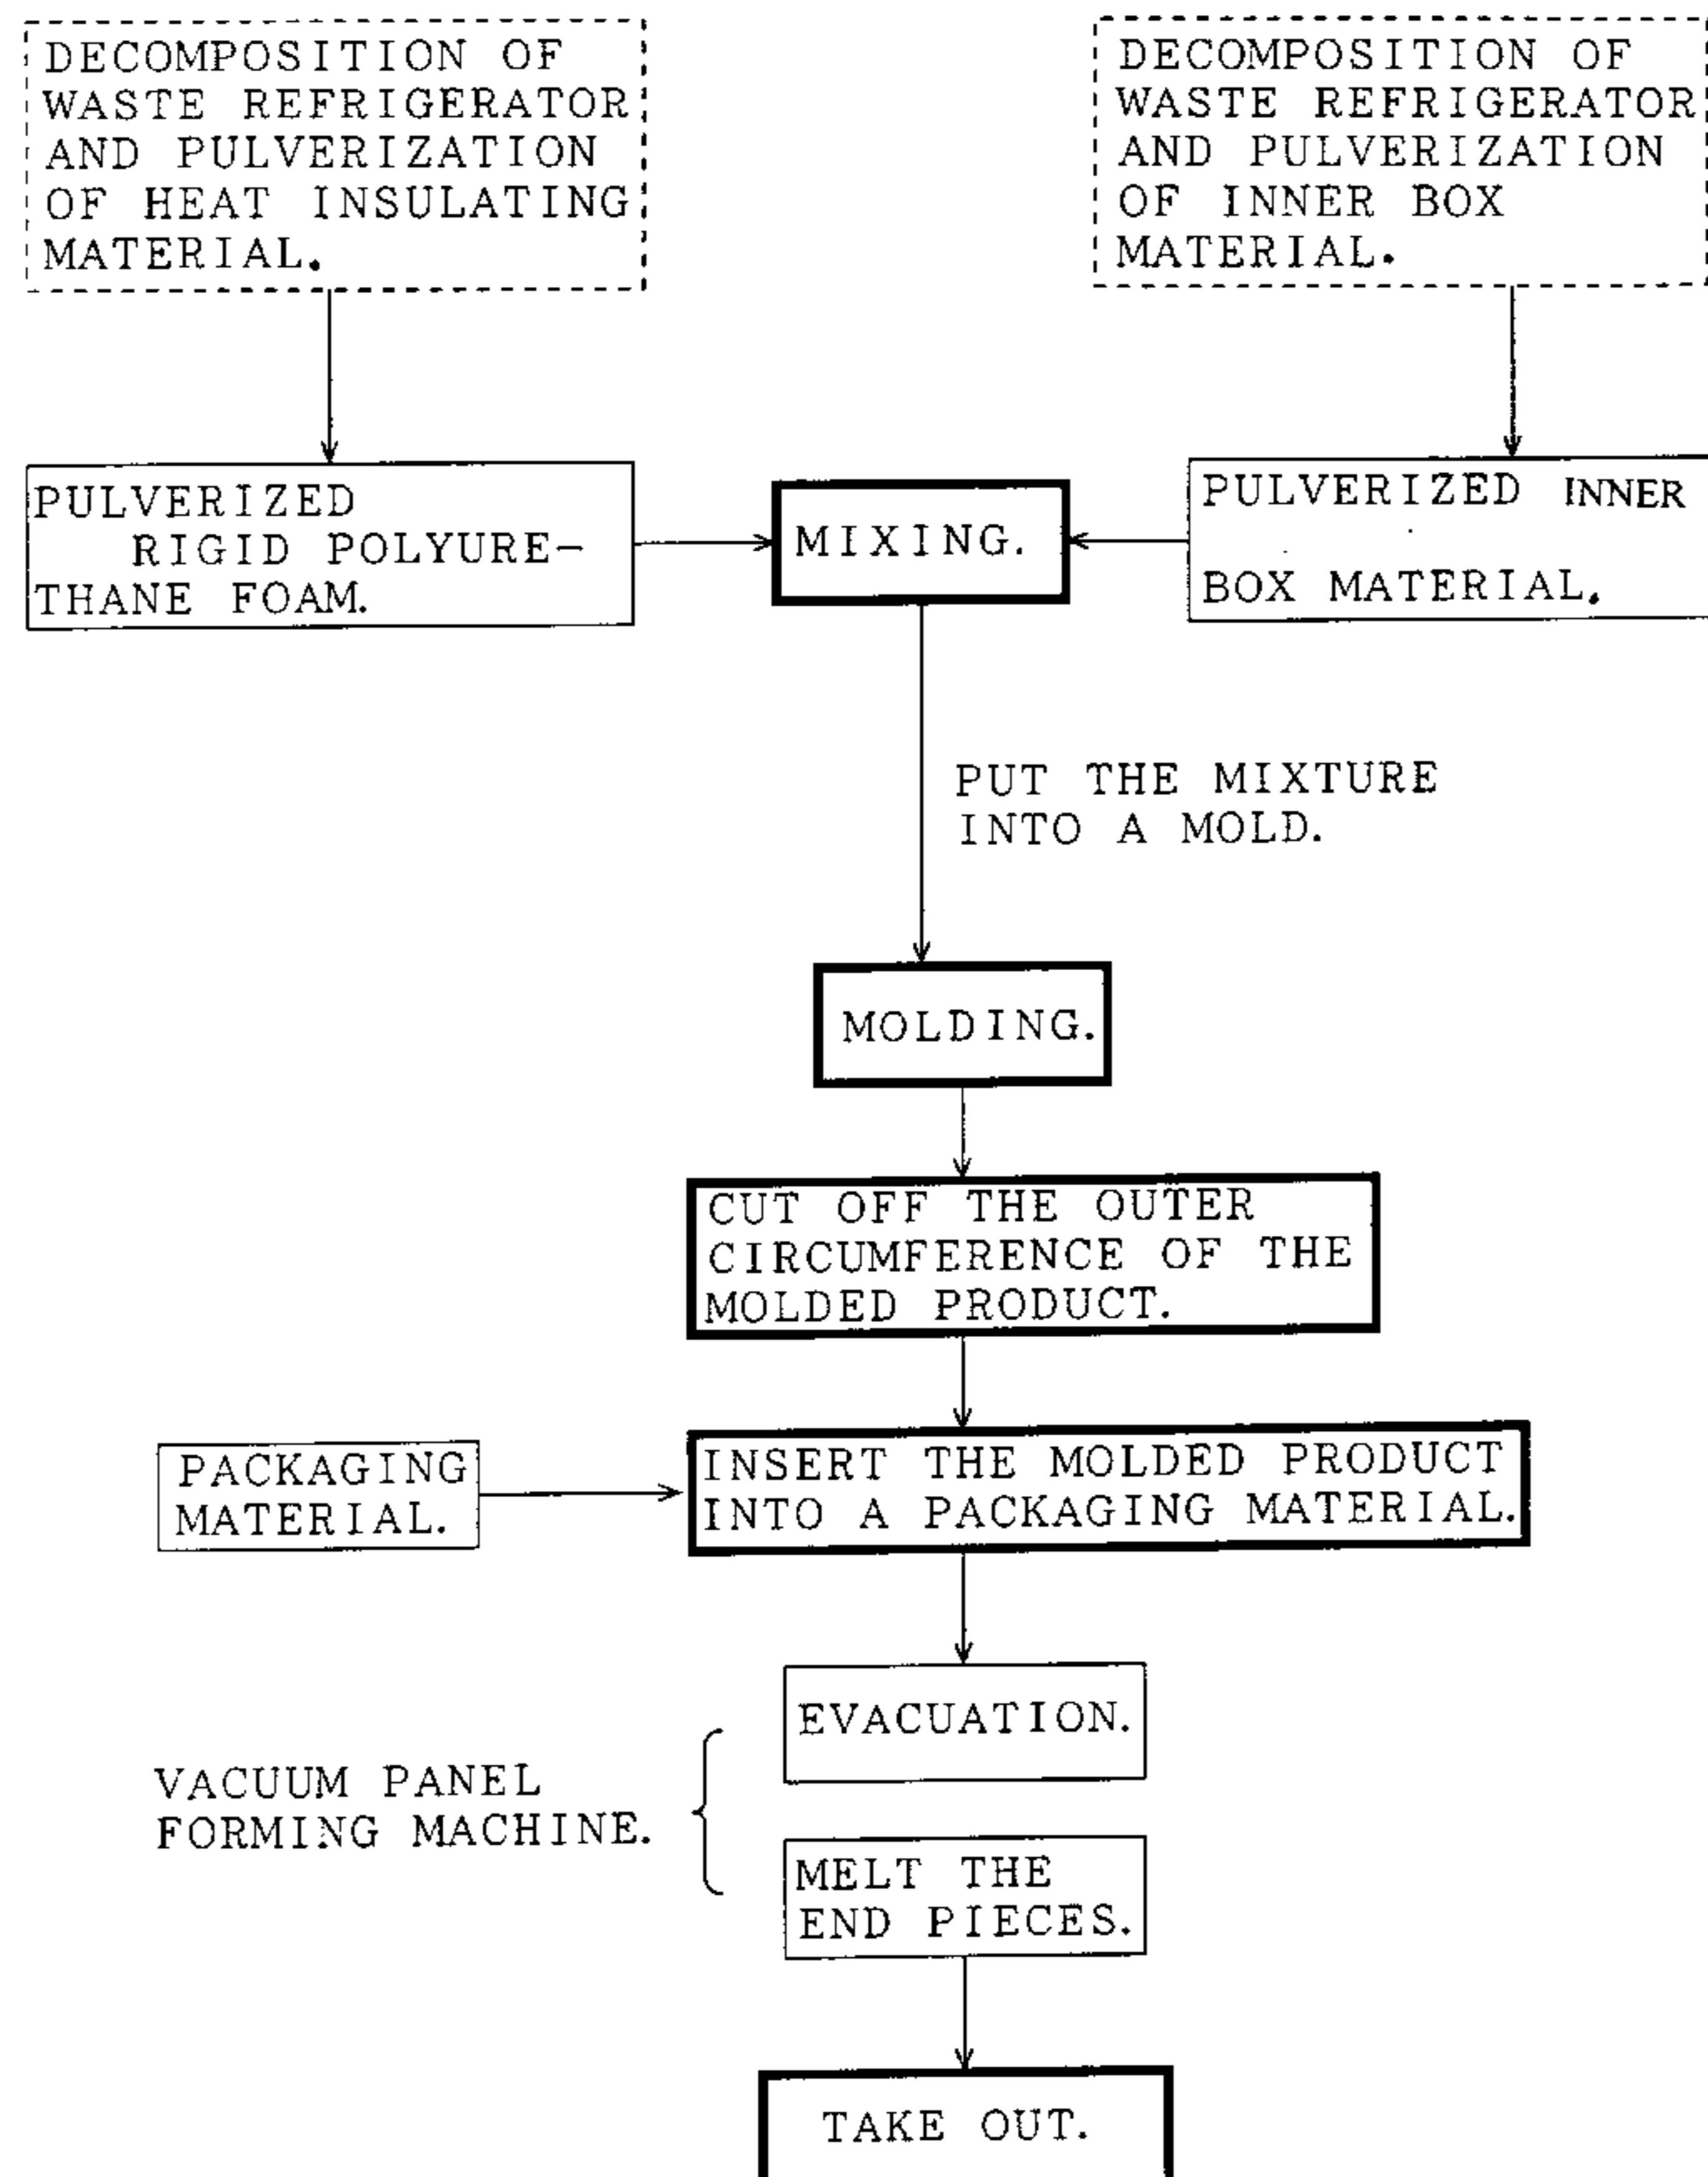 DECOMPOSITION OF
WASTE REFRIGERATOR
AND PULVERIZATION
OF HEAT INSULATING
MATERIAL.
DECOMPOSITION OF
WASTE REFRIGERATOR
AND PULVERIZATION
OF INNER BOX
MATERIAL.
PULVERIZED
RIGID POLYURE-
THANE FOAM.
MIXING.
PULVERIZED INNER
BOX MATERIAL.
PUT THE MIXTURE
INTO A MOLD.
MOLDING.
CUT OFF THE OUTER
CIRCUMFERENCE OF THE
MOLDED PRODUCT.
PACKAGING
MATERIAL.
INSERT THE MOLDED PRODUCT
INTO A PACKAGING MATERIAL.
EVACUATION.
VACUUM PANEL
FORMING MACHINE.
MELT THE
END PIECES.
TAKE OUT.